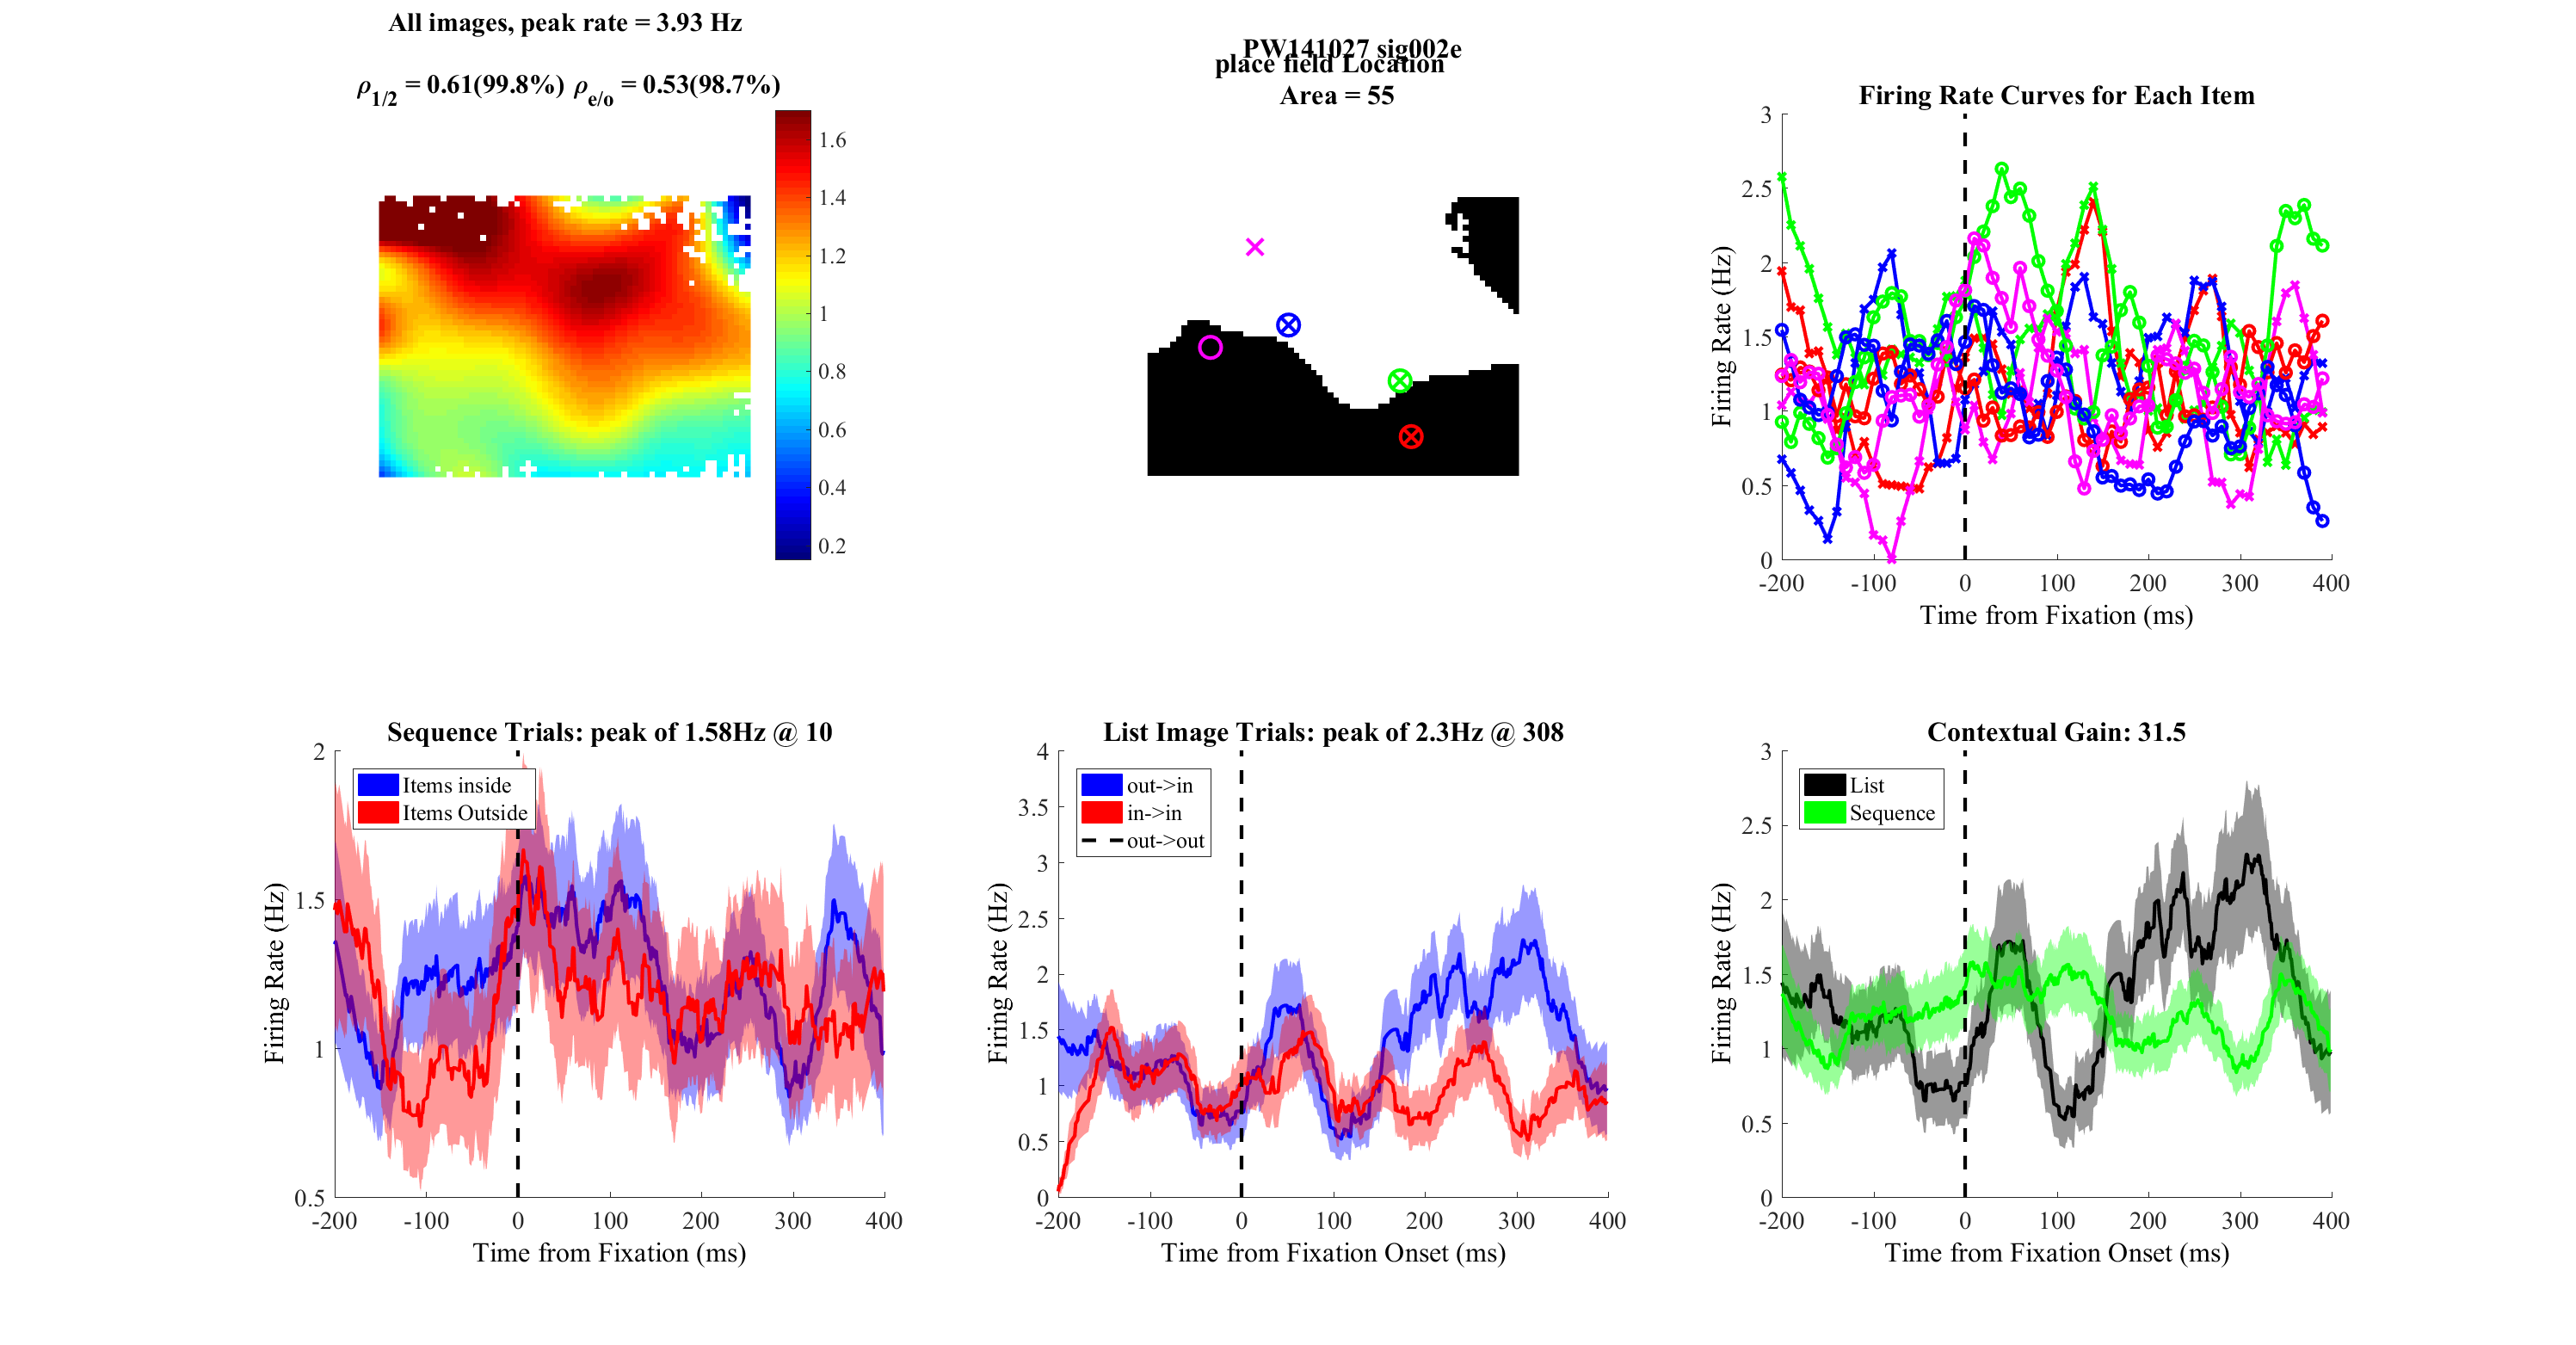 All images, peak rate = 3.93 Hz
ρ1/2 = 0.61(99.8%) ρe/o = 0.53(98.7%)
1.6
1.4
1.2
1
0.8
0.6
0.4
0.2
PW141027 sig002e
place field Location
Area = 55
Firing Rate Curves for Each Item
3
2.5
2
1.5
1
0.5
0
Firing Rate (Hz)
-200 -100 0 100 200 300 400
Time from Fixation (ms)
Sequence Trials: peak of 1.58Hz @ 10
2
1.5
1
0.5
Firing Rate (Hz)
Items inside
Items Outside
-200 -100 0 100 200 300 400
Time from Fixation (ms)
List Image Trials: peak of 2.3Hz @ 308
4
3.5
3
2.5
2
1.5
1
0.5
0
Firing Rate (Hz)
out->in
in->in
out->out
-200 -100 0 100 200 300 400
Time from Fixation Onset (ms)
Contextual Gain: 31.5
3
2.5
2
1.5
1
0.5
0
Firing Rate (Hz)
List
Sequence
-200 -100 0 100 200 300 400
Time from Fixation Onset (ms)